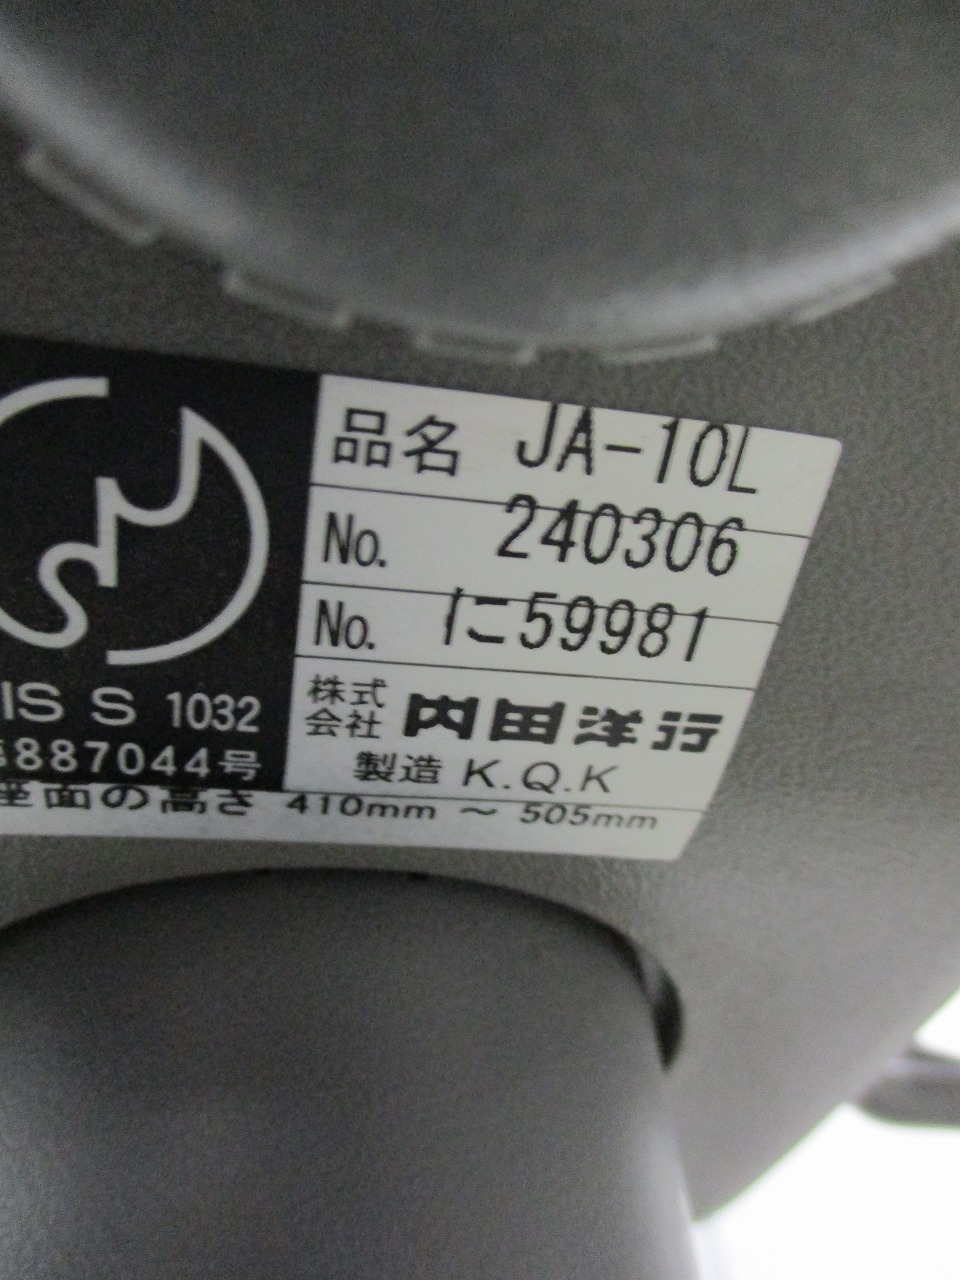 品名 JA-10L
No. 240306
No. に59981
株式会社 内田洋行
製造 K.Q.K
IS S 1032
887044号
座面の高さ 410mm ～ 505mm